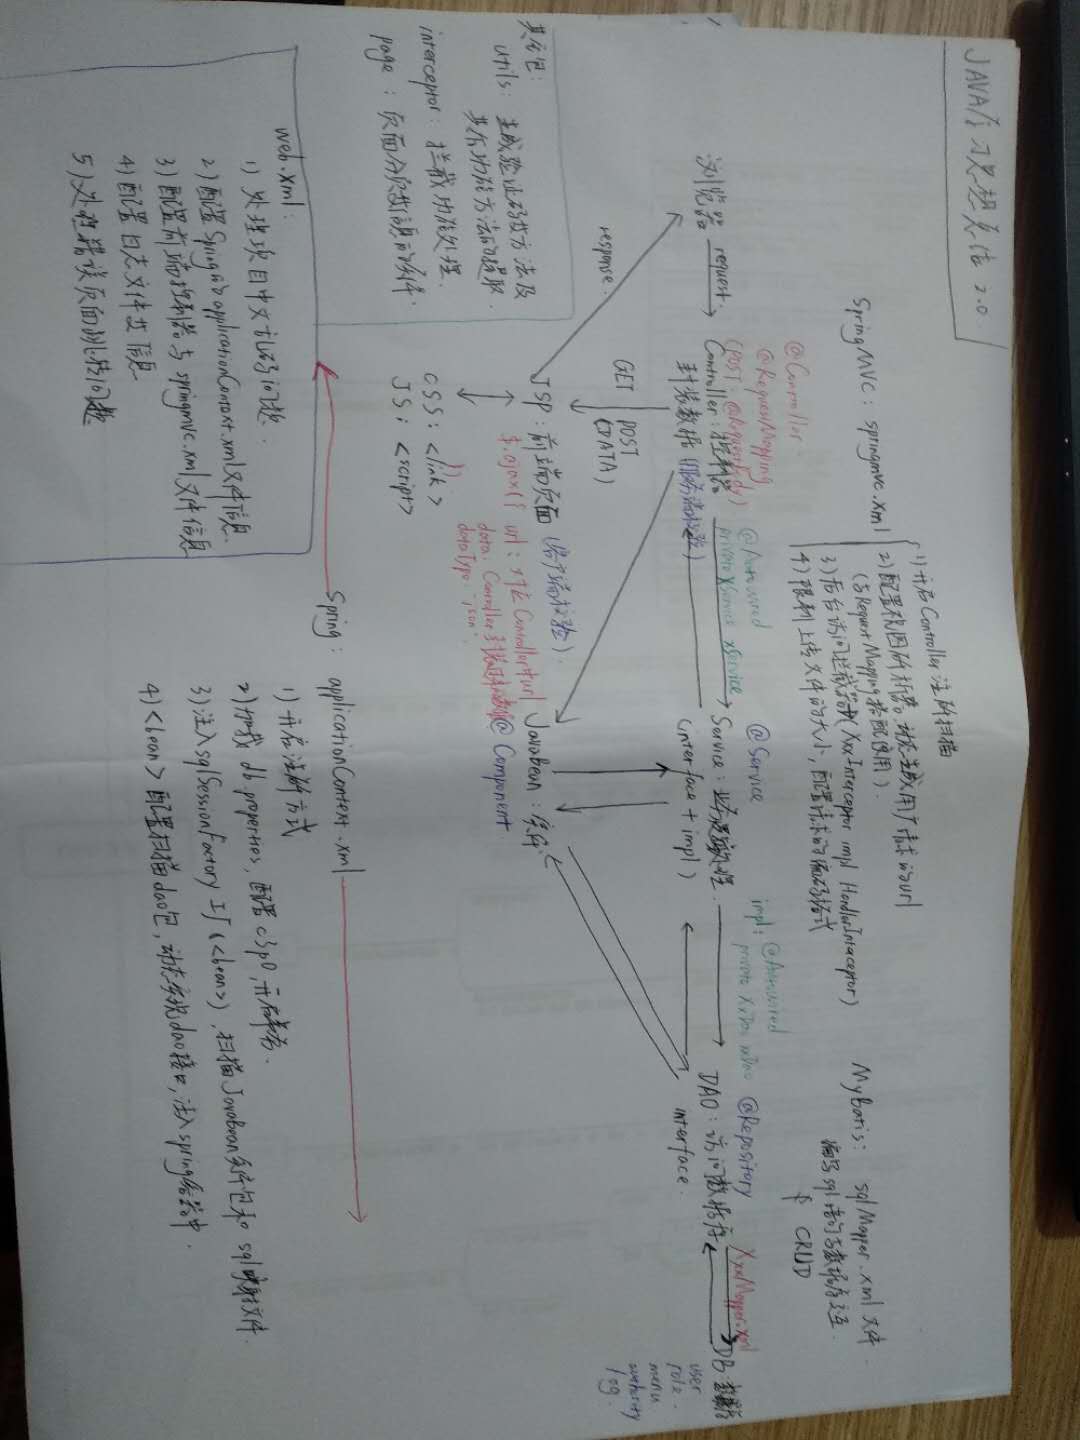 JAVA学习思想总结 2.0
SpringMVC: springmvc.xml
1)开启Controller注解扫描
2)配置视图解析器。动态生成用户请求的url
(与RequestMapping搭配使用).
3)后台访问拦截器(XxxInterceptor impl HandlerInterceptor)
4)限制上传文件的大小,配置请求的编码格式
MyBatis: sqlMapper.xml文件.
编写sql语句与数据库交互.
CRUD
@Controller
@RequestMapping
(POST: @RequestBody)
@Autowired
private XService xService
@Service
impl: @Autowired
private XxDao xxDao
@Repository
XxxMapper.xml
浏览器
request.
Controller:控制器
封装数据(服务端校验)
Service:业务逻辑处理.
(interface + impl)
DAO:访问数据库
interface.
DB:数据库
user
role.
menu
authority
log.
GET
POST
(DATA)
response.
JSP:前端页面(客户端校验).
$.ajax({ url:对应Controller中url
data: Controller封装过来的数据
dataType: "json".
})
JavaBean:实体.
@Component
CSS: <link>
JS: <script>
其它包:
utils: 生成验证码类方法及
其他功能方法的提取.
interceptor: 拦截功能处理.
page: 页面分页类信息的实体.
Spring: applicationContext.xml
1)开启注解方式
2)加载 db.properties,配置c3p0,开启事务.
3)注入sqlSessionFactory工厂(<bean>),扫描JavaBean实体包和sql映射文件.
4)<bean>配置扫描dao包,动态实现dao接口,注入spring容器中.
web.xml:
1)处理项目中文乱码问题.
2)配置Spring的applicationContext.xml文件信息.
3)配置前端控制器与springmvc.xml文件信息
4)配置日志文件类信息
5)处理错误页面跳转问题